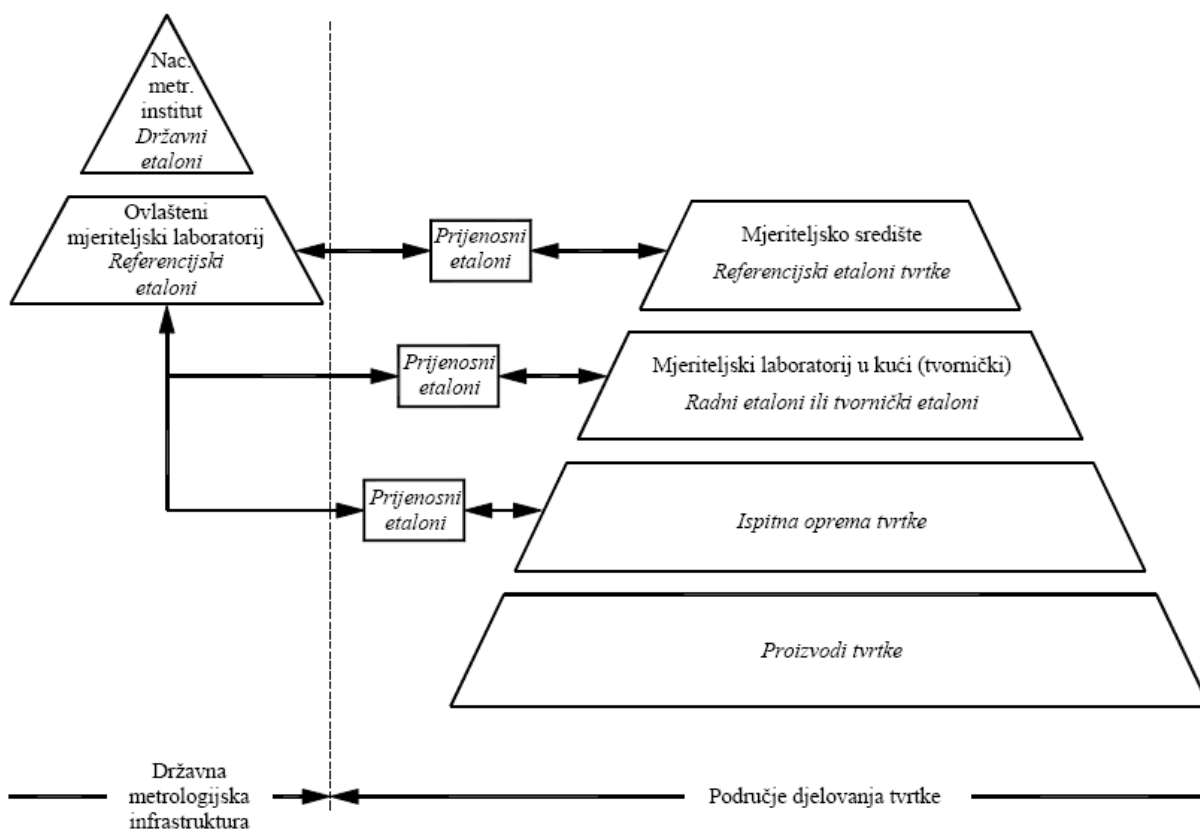 Nac.
metr.
institut
Državni
etaloni
Ovlašteni
mjeriteljski laboratorij
Referencijski
etaloni
Prijenosni
etaloni
Mjeriteljsko središte
Referencijski etaloni tvrtke
Prijenosni
etaloni
Mjeriteljski laboratorij u kući (tvornički)
Radni etaloni ili tvornički etaloni
Prijenosni
etaloni
Ispitna oprema tvrtke
Proizvodi tvrtke
Državna
metrologijska
infrastruktura
Područje djelovanja tvrtke